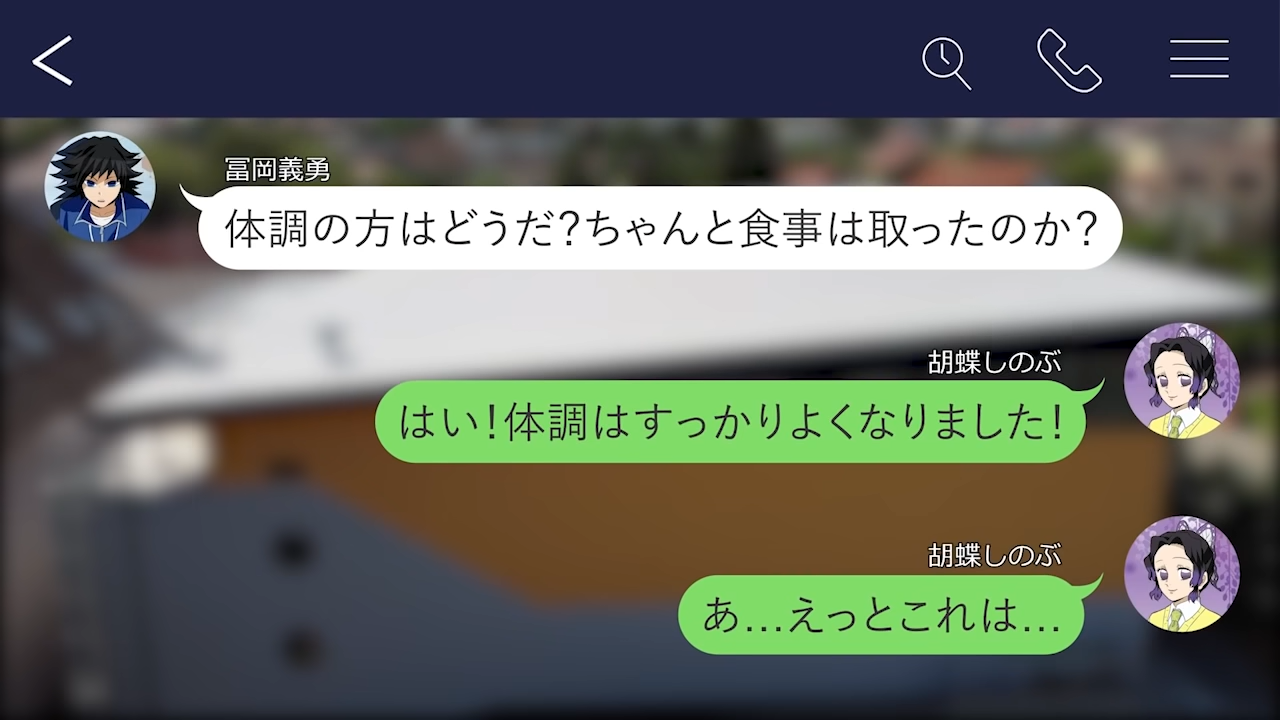 冨岡義勇
体調の方はどうだ?ちゃんと食事は取ったのか?
胡蝶しのぶ
はい!体調はすっかりよくなりました!
胡蝶しのぶ
あ…えっとこれは…